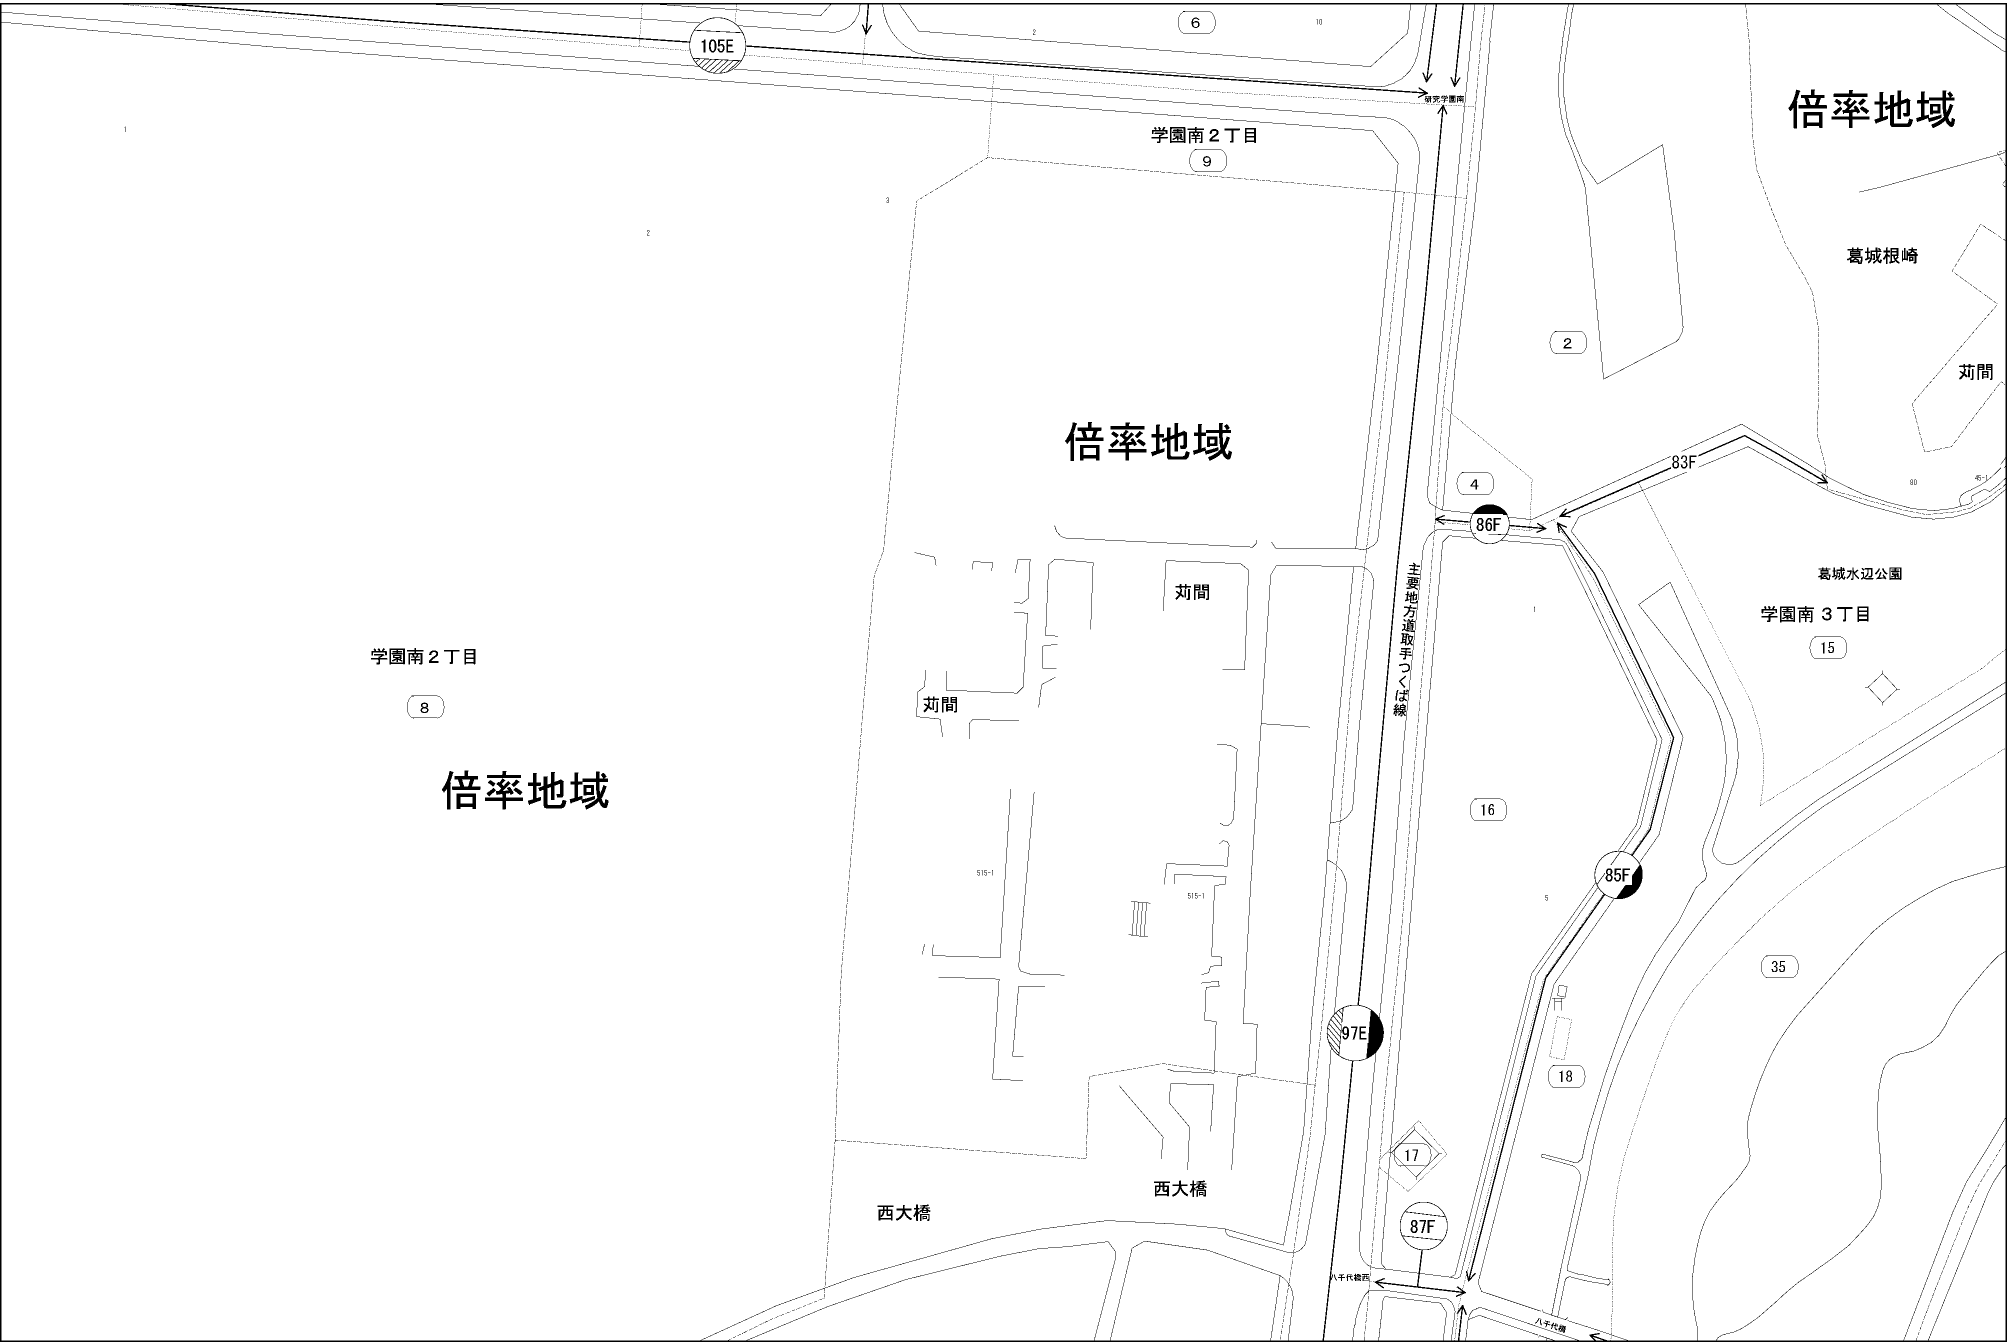 6
10
2
105E
研究学園南
倍率地域
1
学園南２丁目
9
3
2
葛城根崎
2
苅間
倍率地域
83F
4
80
45-1
86F
葛城水辺公園
苅間
主要地方道取手つくば線
1
学園南３丁目
15
学園南２丁目
苅間
8
倍率地域
16
515-1
515-1
85F
5
35
97E
18
17
西大橋
西大橋
87F
八千代橋西
八千代橋